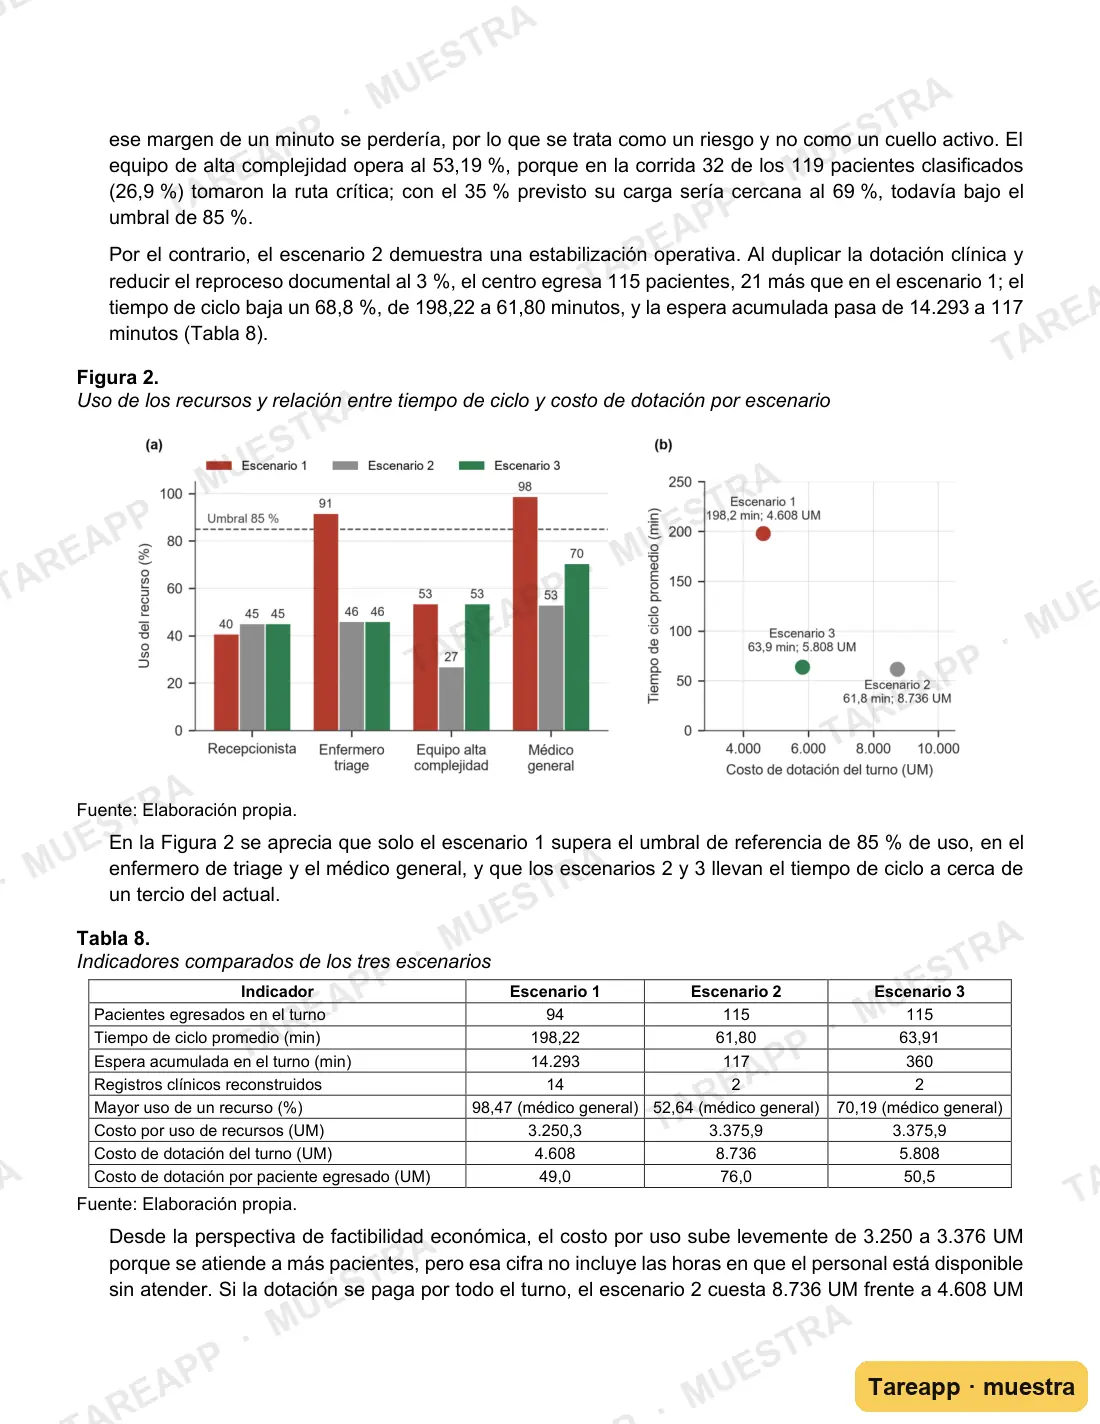 ese margen de un minuto se perdería, por lo que se trata como un riesgo y no como un cuello activo. El
equipo de alta complejidad opera al 53,19 %, porque en la corrida 32 de los 119 pacientes clasificados
(26,9 %) tomaron la ruta crítica; con el 35 % previsto su carga sería cercana al 69 %, todavía bajo el
umbral de 85 %.
Por el contrario, el escenario 2 demuestra una estabilización operativa. Al duplicar la dotación clínica y
reducir el reproceso documental al 3 %, el centro egresa 115 pacientes, 21 más que en el escenario 1; el
tiempo de ciclo baja un 68,8 %, de 198,22 a 61,80 minutos, y la espera acumulada pasa de 14.293 a 117
minutos (Tabla 8).
Figura 2.
Uso de los recursos y relación entre tiempo de ciclo y costo de dotación por escenario
(a)
Escenario 1 Escenario 2 Escenario 3
Uso del recurso (%)
100
80
60
40
20
0
Umbral 85 %
40 45 45
91 46 46
53 27 53
98 53 70
Recepcionista
Enfermero
triage
Equipo alta
complejidad
Médico
general
(b)
Tiempo de ciclo promedio (min)
250
200
150
100
50
0
Escenario 1
198,2 min; 4.608 UM
Escenario 3
63,9 min; 5.808 UM
Escenario 2
61,8 min; 8.736 UM
4.000 6.000 8.000 10.000
Costo de dotación del turno (UM)
Fuente: Elaboración propia.
En la Figura 2 se aprecia que solo el escenario 1 supera el umbral de referencia de 85 % de uso, en el
enfermero de triage y el médico general, y que los escenarios 2 y 3 llevan el tiempo de ciclo a cerca de
un tercio del actual.
Tabla 8.
Indicadores comparados de los tres escenarios
Indicador Escenario 1 Escenario 2 Escenario 3
Pacientes egresados en el turno 94 115 115
Tiempo de ciclo promedio (min) 198,22 61,80 63,91
Espera acumulada en el turno (min) 14.293 117 360
Registros clínicos reconstruidos 14 2 2
Mayor uso de un recurso (%) 98,47 (médico general) 52,64 (médico general) 70,19 (médico general)
Costo por uso de recursos (UM) 3.250,3 3.375,9 3.375,9
Costo de dotación del turno (UM) 4.608 8.736 5.808
Costo de dotación por paciente egresado (UM) 49,0 76,0 50,5
Fuente: Elaboración propia.
Desde la perspectiva de factibilidad económica, el costo por uso sube levemente de 3.250 a 3.376 UM
porque se atiende a más pacientes, pero esa cifra no incluye las horas en que el personal está disponible
sin atender. Si la dotación se paga por todo el turno, el escenario 2 cuesta 8.736 UM frente a 4.608 UM
TAREAPP · MUESTRA
Tareapp · muestra